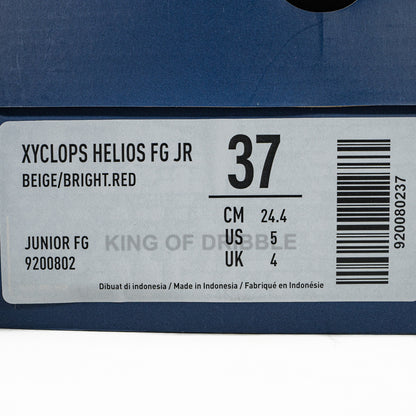 XYCLOPS HELIOS FG JR
BEIGE/BRIGHT.RED
37
CM 24.4
US 5
UK 4
JUNIOR FG
9200802
KING OF DRIBBLE
Dibuat di indonesia / Made in Indonesia / Fabriqué en Indonésie
920080237